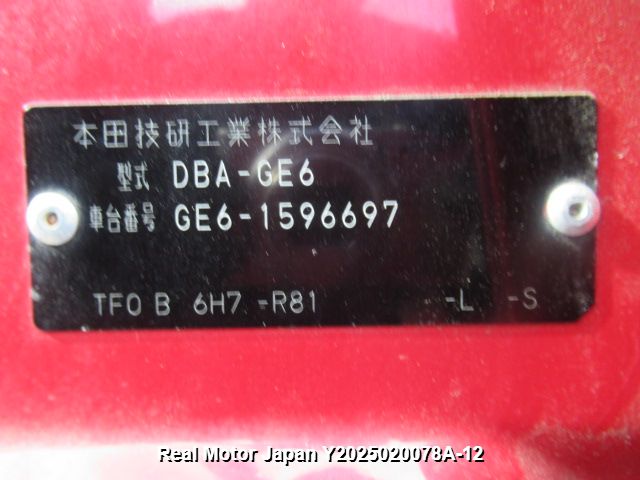 本田技研工業株式会社
型式 DBA-GE6
車台番号 GE6-1596697
TF0 B 6H7 -R81 -L -S
Real Motor Japan Y2025020078A-12